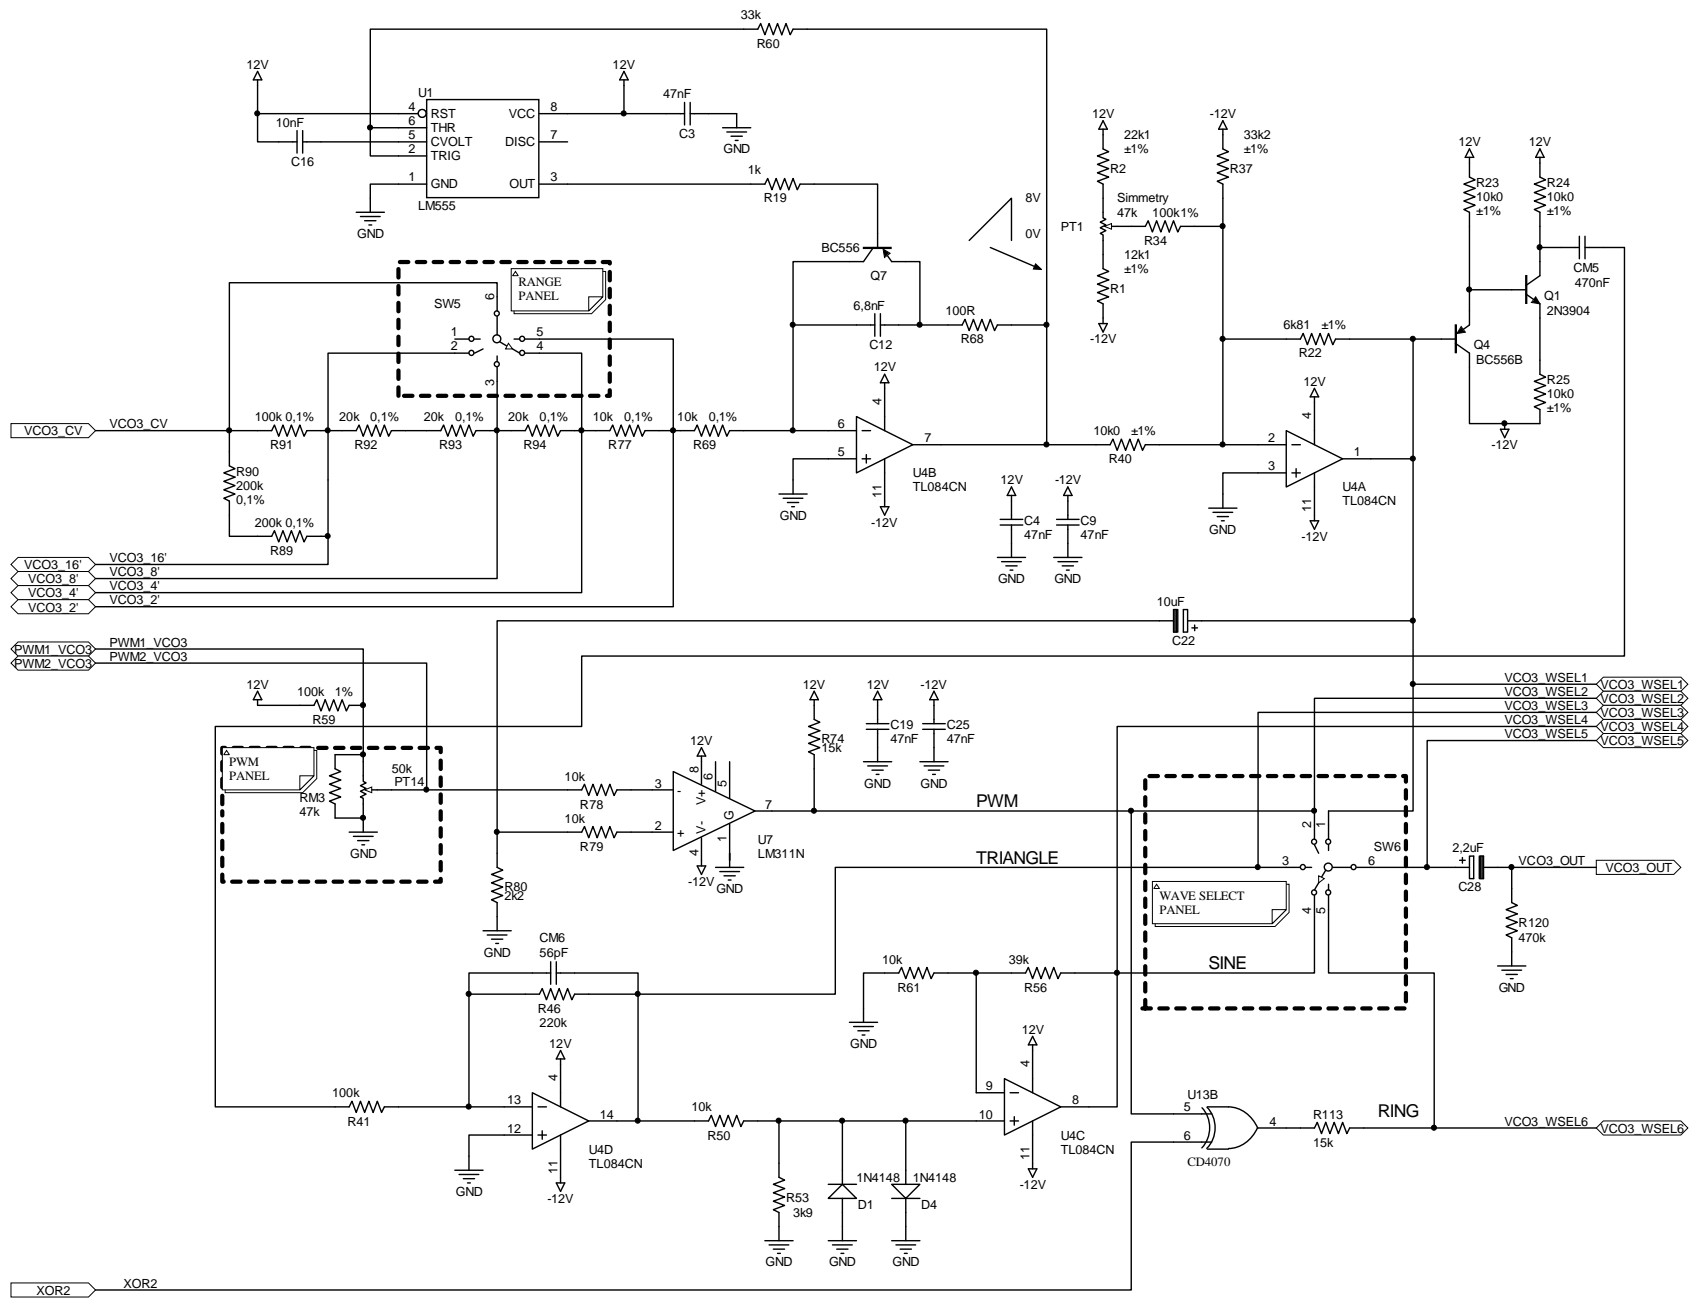 33k
R60
12V
12V
U1
47nF
C3
GND
10nF
C16
4 RST
6 THR
5 CVOLT
2 TRIG
1 GND
VCC 8
DISC 7
OUT 3
LM555
GND
1k
R19
BC556
Q7
8V
0V
12V
22k1
±1%
R2
-12V
33k2
±1%
R37
Simmetry
47k
PT1
100k1%
R34
12k1
±1%
R1
-12V
12V
R23
10k0
±1%
12V
R24
10k0
±1%
CM5
470nF
Q1
2N3904
Q4
BC556B
R25
10k0
±1%
-12V
RANGE
PANEL
SW5
6
1
2
5
4
3
6,8nF
C12
100R
R68
6k81 ±1%
R22
VCO3_CV
VCO3_CV
100k 0,1%
R91
20k 0,1%
R92
20k 0,1%
R93
20k 0,1%
R94
10k 0,1%
R77
10k 0,1%
R69
R90
200k
0,1%
200k 0,1%
R89
12V
4
6
5
7
11
-12V
U4B
TL084CN
GND
10k0 ±1%
R40
12V
4
2
3
1
11
-12V
U4A
TL084CN
GND
12V
C4
47nF
GND
-12V
C9
47nF
GND
VCO3_16'
VCO3_16'
VCO3_8'
VCO3_8'
VCO3_4'
VCO3_4'
VCO3_2'
VCO3_2'
10uF
C22
+
PWM1_VCO3
PWM1_VCO3
PWM2_VCO3
PWM2_VCO3
12V
100k 1%
R59
PWM
PANEL
RM3
47k
50k
PT14
GND
10k
R78
10k
R79
R80
2k2
GND
12V
8
6
5
3
2
-
+
V+
V-
G
4
1
7
-12V
GND
U7
LM311N
12V
R74
15k
12V
C19
47nF
GND
-12V
C25
47nF
GND
PWM
TRIANGLE
VCO3_WSEL1
VCO3_WSEL1
VCO3_WSEL2
VCO3_WSEL2
VCO3_WSEL3
VCO3_WSEL3
VCO3_WSEL4
VCO3_WSEL4
VCO3_WSEL5
VCO3_WSEL5
2
1
SW6
3
6
4
5
WAVE SELECT
PANEL
2,2uF
+
C28
VCO3_OUT
VCO3_OUT
R120
470k
GND
CM6
56pF
R46
220k
100k
R41
12V
4
13
12
14
11
-12V
U4D
TL084CN
GND
10k
R50
R53
3k9
GND
1N4148
D1
GND
1N4148
D4
GND
10k
R61
39k
R56
GND
SINE
12V
4
9
10
8
11
-12V
U4C
TL084CN
U13B
5
6
4
CD4070
R113
15k
RING
VCO3_WSEL6
VCO3_WSEL6
XOR2
XOR2